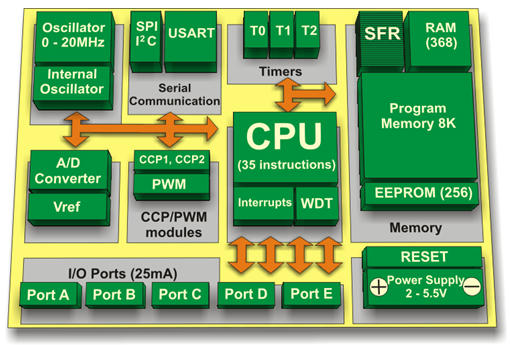 Oscillator
0 - 20MHz
Internal
Oscillator
SPI
I²C
USART
Serial
Communication
T0 T1 T2
Timers
SFR
RAM
(368)
Program
Memory 8K
EEPROM (256)
Memory
A/D
Converter
Vref
CCP1, CCP2
PWM
CCP/PWM
modules
CPU
(35 instructions)
Interrupts
WDT
I/O Ports (25mA)
Port A
Port B
Port C
Port D
Port E
RESET
+ Power Supply −
2 - 5.5V